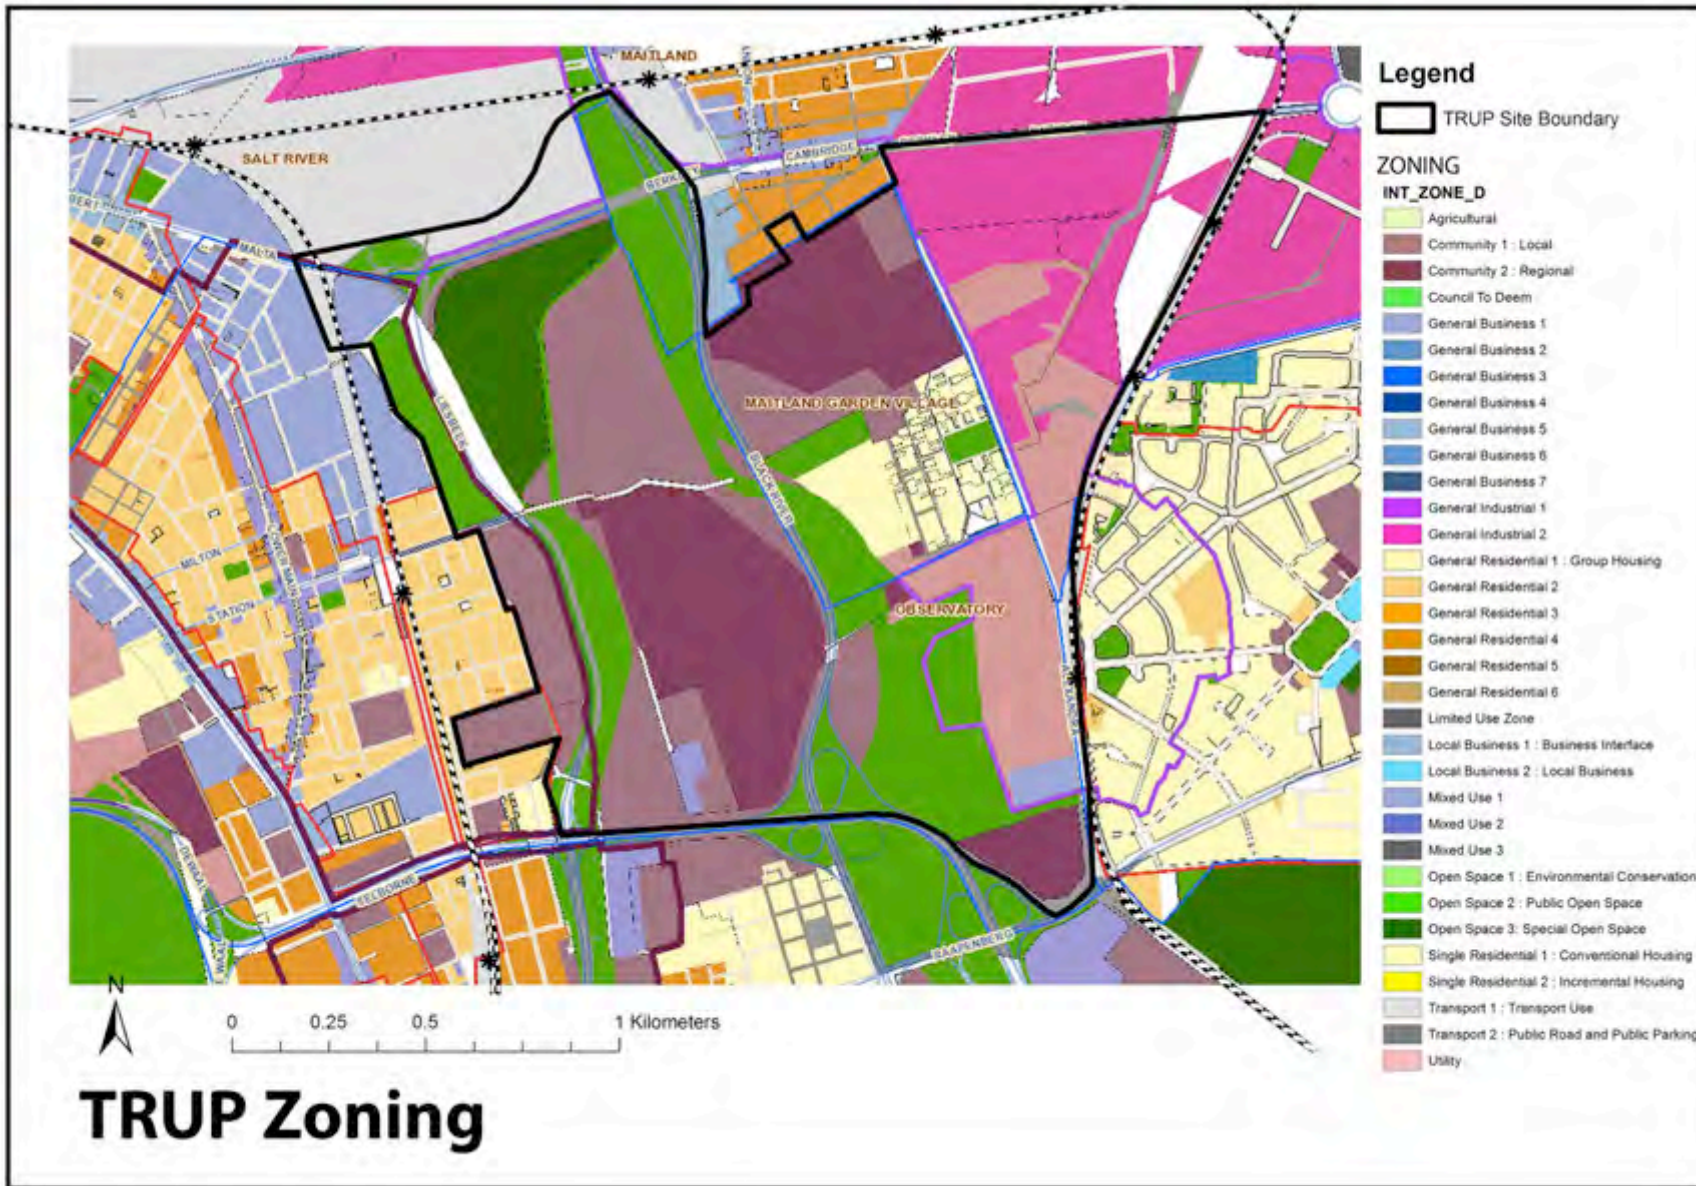 MAITLAND
SALT RIVER
CAMBRIDGE
BERKLEY
MALTA
LIESBEEK
MAITLAND GARDEN VILLAGE
BLACK RIVER
MILTON
STATION
LOWER MAIN
OBSERVATORY
ALEXANDRA
DEWAAL
SELBORNE
RAAPENBERG
N
0 0.25 0.5 1 Kilometers
TRUP Zoning
Legend
TRUP Site Boundary
ZONING
INT_ZONE_D
Agricultural
Community 1 : Local
Community 2 : Regional
Council To Deem
General Business 1
General Business 2
General Business 3
General Business 4
General Business 5
General Business 6
General Business 7
General Industrial 1
General Industrial 2
General Residential 1 : Group Housing
General Residential 2
General Residential 3
General Residential 4
General Residential 5
General Residential 6
Limited Use Zone
Local Business 1 : Business Interface
Local Business 2 : Local Business
Mixed Use 1
Mixed Use 2
Mixed Use 3
Open Space 1 : Environmental Conservation
Open Space 2 : Public Open Space
Open Space 3: Special Open Space
Single Residential 1 : Conventional Housing
Single Residential 2 : Incremental Housing
Transport 1 : Transport Use
Transport 2 : Public Road and Public Parking
Utility